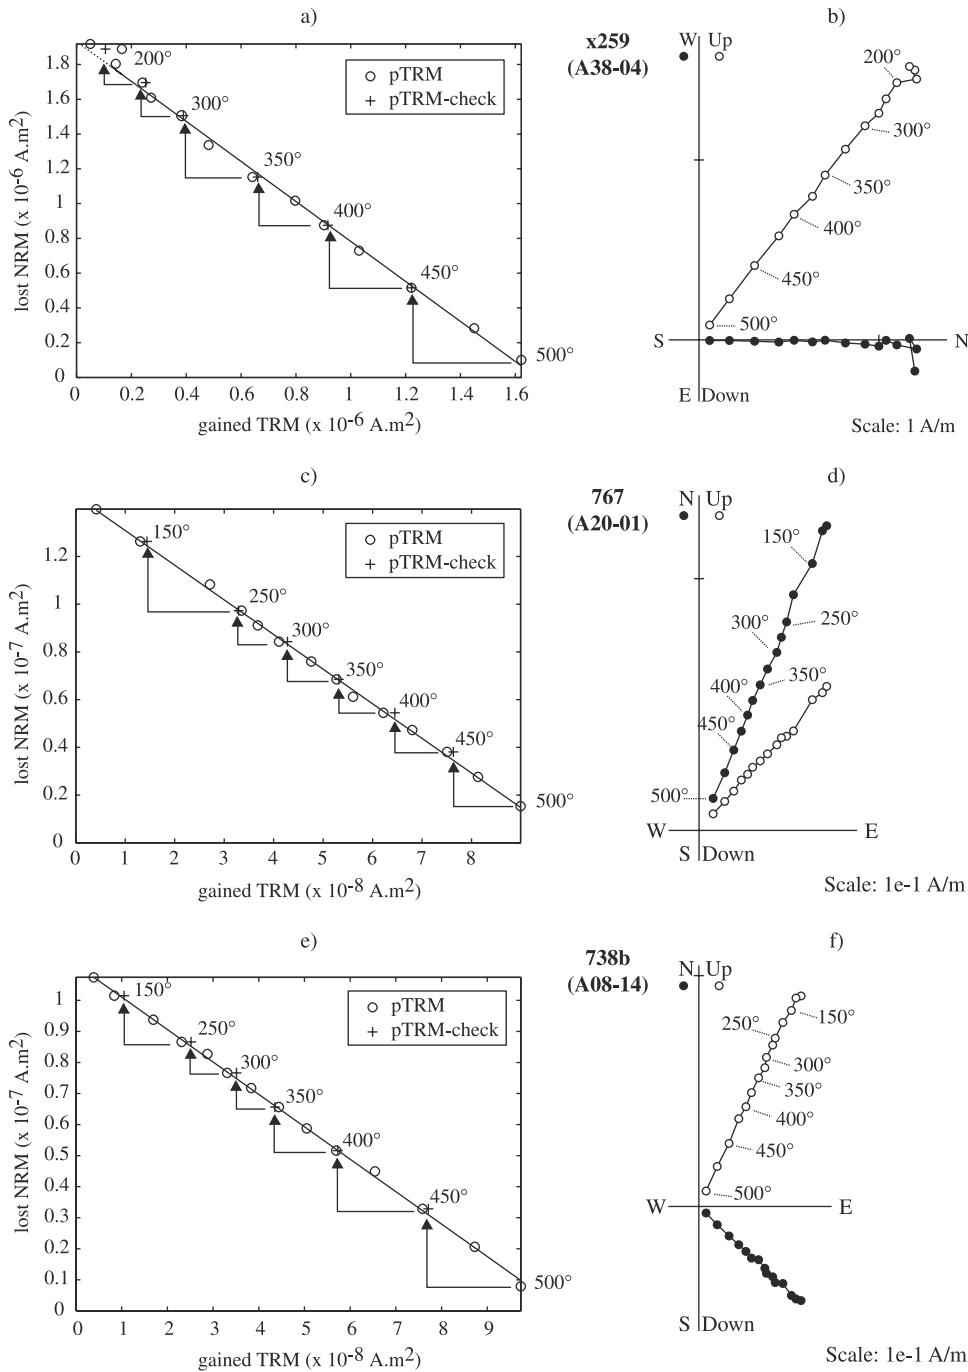 a)
x259
(A38-04)
b)
1.8
1.6
1.4
1.2
1
0.8
0.6
0.4
0.2
0
lost NRM (x 10-6 A.m2)
200°
300°
350°
400°
450°
500°
pTRM
pTRM-check
0 0.2 0.4 0.6 0.8 1 1.2 1.4 1.6
gained TRM (x 10-6 A.m2)
W Up
200°
300°
350°
400°
450°
500°
S N
E Down
Scale: 1 A/m
c)
767
(A20-01)
d)
1.2
1
0.8
0.6
0.4
0.2
0
lost NRM (x 10-7 A.m2)
150°
250°
300°
350°
400°
450°
500°
pTRM
pTRM-check
0 1 2 3 4 5 6 7 8
gained TRM (x 10-8 A.m2)
N Up
150°
250°
300°
350°
400°
450°
500°
W E
S Down
Scale: 1e-1 A/m
e)
738b
(A08-14)
f)
1
0.9
0.8
0.7
0.6
0.5
0.4
0.3
0.2
0.1
0
lost NRM (x 10-7 A.m2)
150°
250°
300°
350°
400°
450°
500°
pTRM
pTRM-check
0 1 2 3 4 5 6 7 8 9
gained TRM (x 10-8 A.m2)
N Up
150°
250°
300°
350°
400°
450°
500°
W E
S Down
Scale: 1e-1 A/m